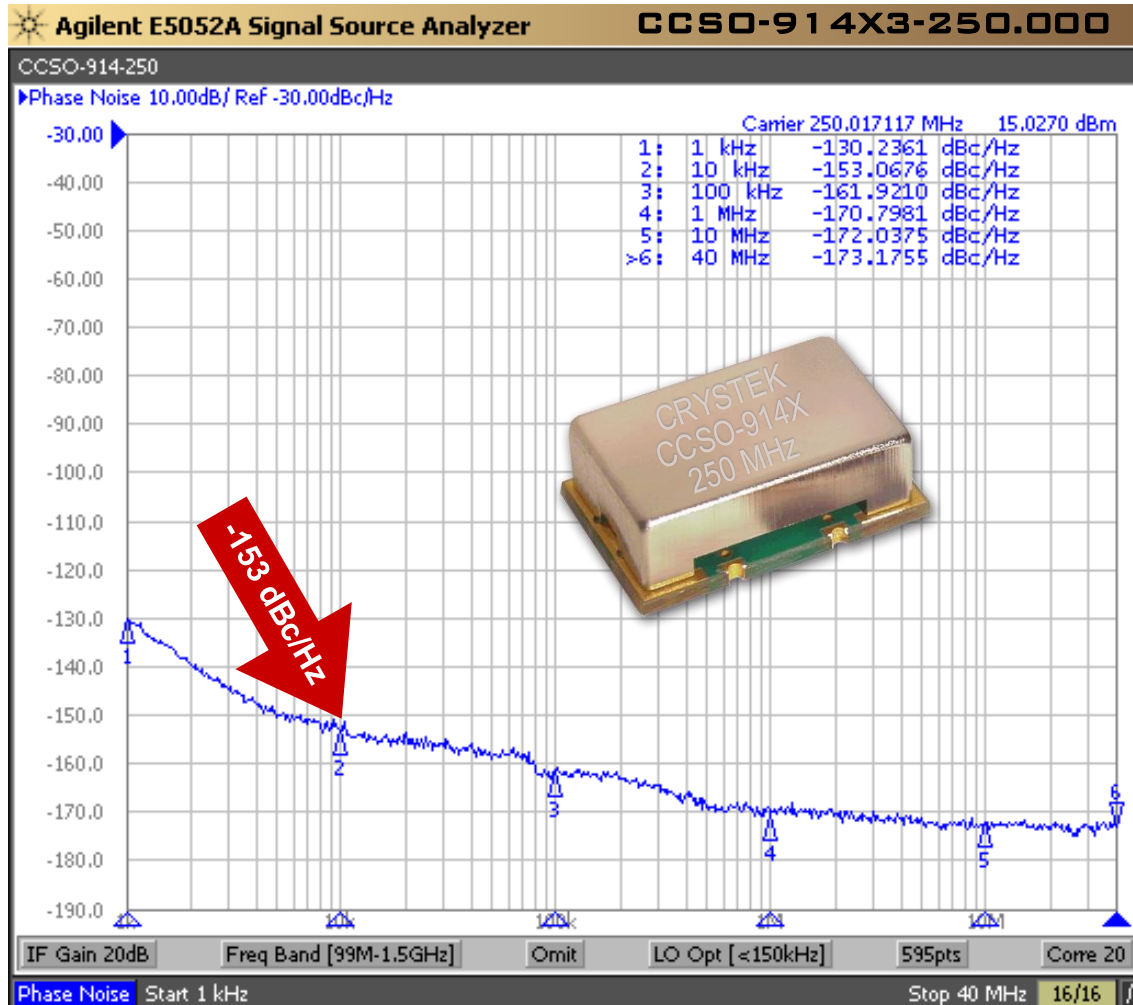 Agilent E5052A Signal Source Analyzer
CCSO-914X3-250.000
CCSO-914-250
Phase Noise 10.00dB/ Ref -30.00dBc/Hz
Carrier 250.017117 MHz 15.0270 dBm
1: 1 kHz -130.2361 dBc/Hz
2: 10 kHz -153.0676 dBc/Hz
3: 100 kHz -161.9210 dBc/Hz
4: 1 MHz -170.7981 dBc/Hz
5: 10 MHz -172.0375 dBc/Hz
>6: 40 MHz -173.1755 dBc/Hz
-30.00
-40.00
-50.00
-60.00
-70.00
-80.00
-90.00
-100.0
-110.0
-120.0
-130.0
-140.0
-150.0
-160.0
-170.0
-180.0
-190.0
CRYSTEK
CCSO-914X
250 MHz
-153 dBc/Hz
1
2
3
4
5
6
10k
100k
1M
10M
IF Gain 20dB
Freq Band [99M-1.5GHz]
Omit
LO Opt [<150kHz]
595pts
Corre 20
Phase Noise Start 1 kHz
Stop 40 MHz 16/16